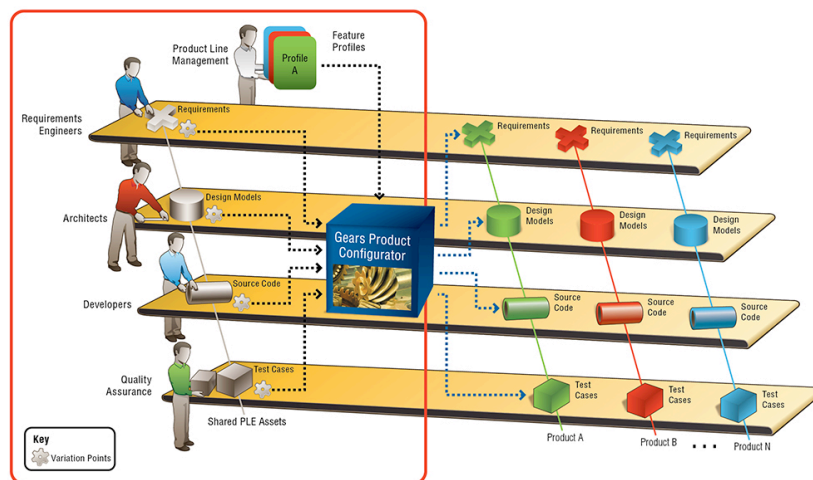 Product Line
Management
Feature
Profiles
Profile
A
Requirements
Engineers
Requirements
Requirements
Requirements
Requirements
Architects
Design Models
Gears Product
Configurator
Design
Models
Design
Models
Design
Models
Developers
Source Code
Source
Code
Source
Code
Source
Code
Quality
Assurance
Test Cases
Test
Cases
Test
Cases
Test
Cases
Shared PLE Assets
Product A
Product B
...
Product N
Key
Variation Points